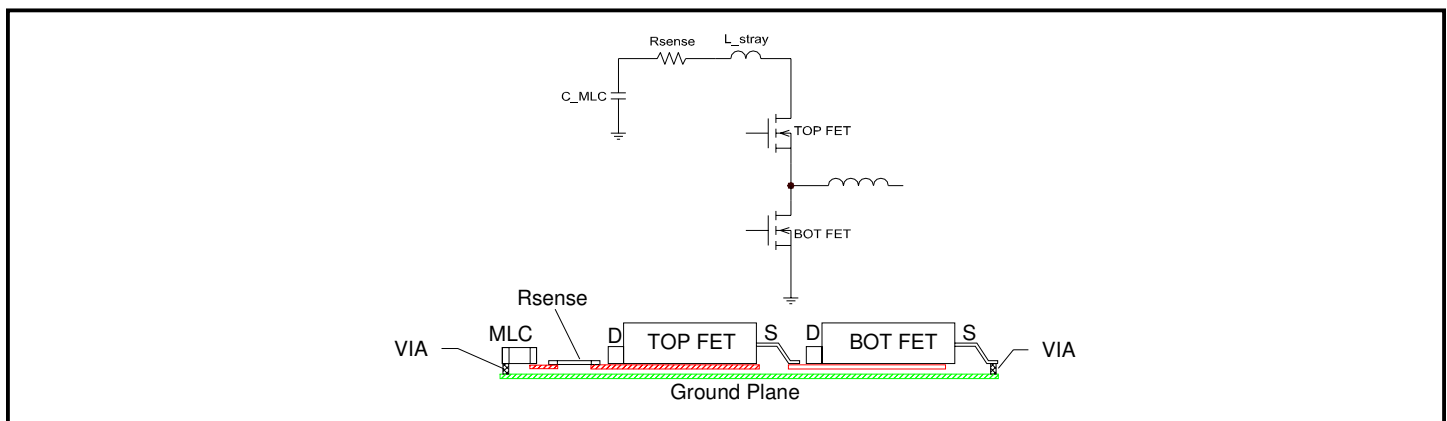 Rsense
L_stray
C_MLC
TOP FET
BOT FET
Rsense
MLC
D
TOP FET
S
D
BOT FET
S
VIA
VIA
Ground Plane